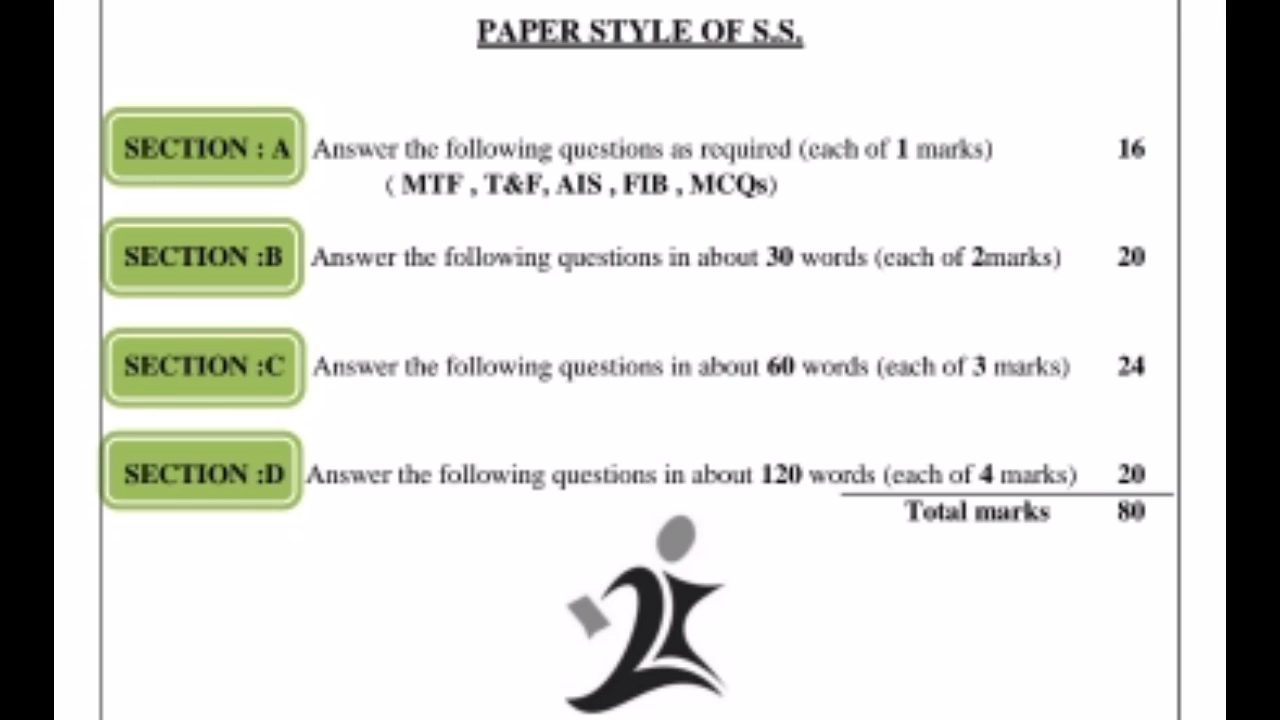 PAPER STYLE OF S.S.
SECTION : A Answer the following questions as required (each of 1 marks) 16
( MTF , T&F, AIS , FIB , MCQs)
SECTION :B Answer the following questions in about 30 words (each of 2marks) 20
SECTION :C Answer the following questions in about 60 words (each of 3 marks) 24
SECTION :D Answer the following questions in about 120 words (each of 4 marks) 20
Total marks 80